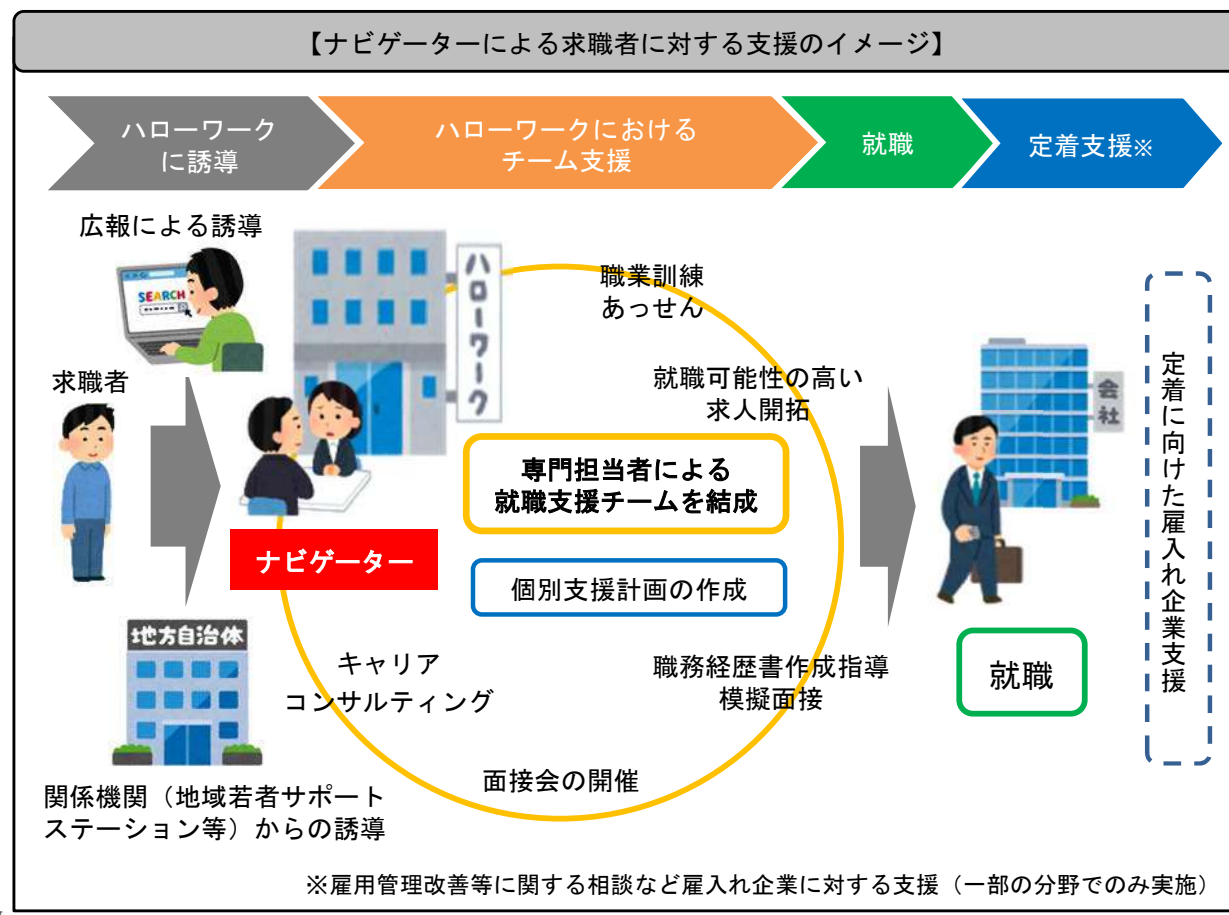 【ナビゲーターによる求職者に対する支援のイメージ】
ハローワーク
に誘導
ハローワークにおける
チーム支援
就職
定着支援※
広報による誘導
SEARCH
求職者
ハローワーク
職業訓練
あっせん
就職可能性の高い
求人開拓
専門担当者による
就職支援チームを結成
ナビゲーター
個別支援計画の作成
地方自治体
キャリア
コンサルティング
職務経歴書作成指導
模擬面接
面接会の開催
関係機関（地域若者サポート
ステーション等）からの誘導
会社
就職
定着に向けた雇入れ企業支援
※雇用管理改善等に関する相談など雇入れ企業に対する支援（一部の分野でのみ実施）